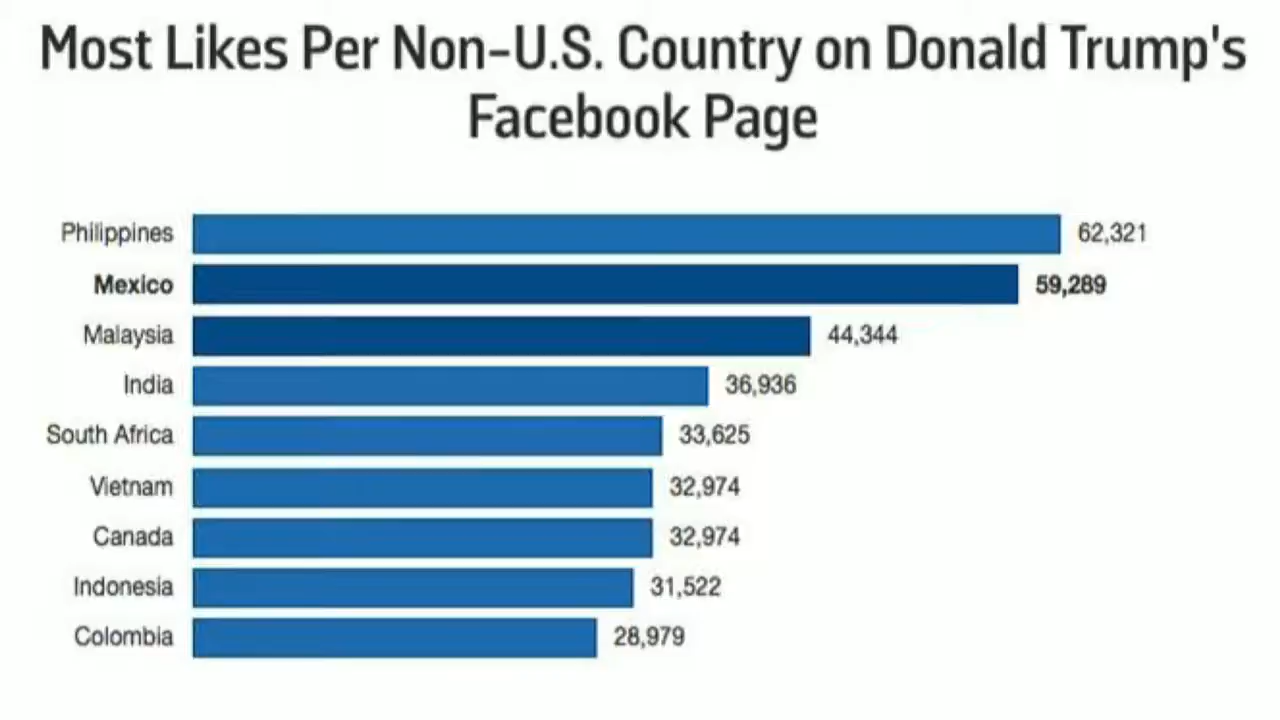 Most Likes Per Non-U.S. Country on Donald Trump's
Facebook Page
Philippines 62,321
Mexico 59,289
Malaysia 44,344
India 36,936
South Africa 33,625
Vietnam 32,974
Canada 32,974
Indonesia 31,522
Colombia 28,979